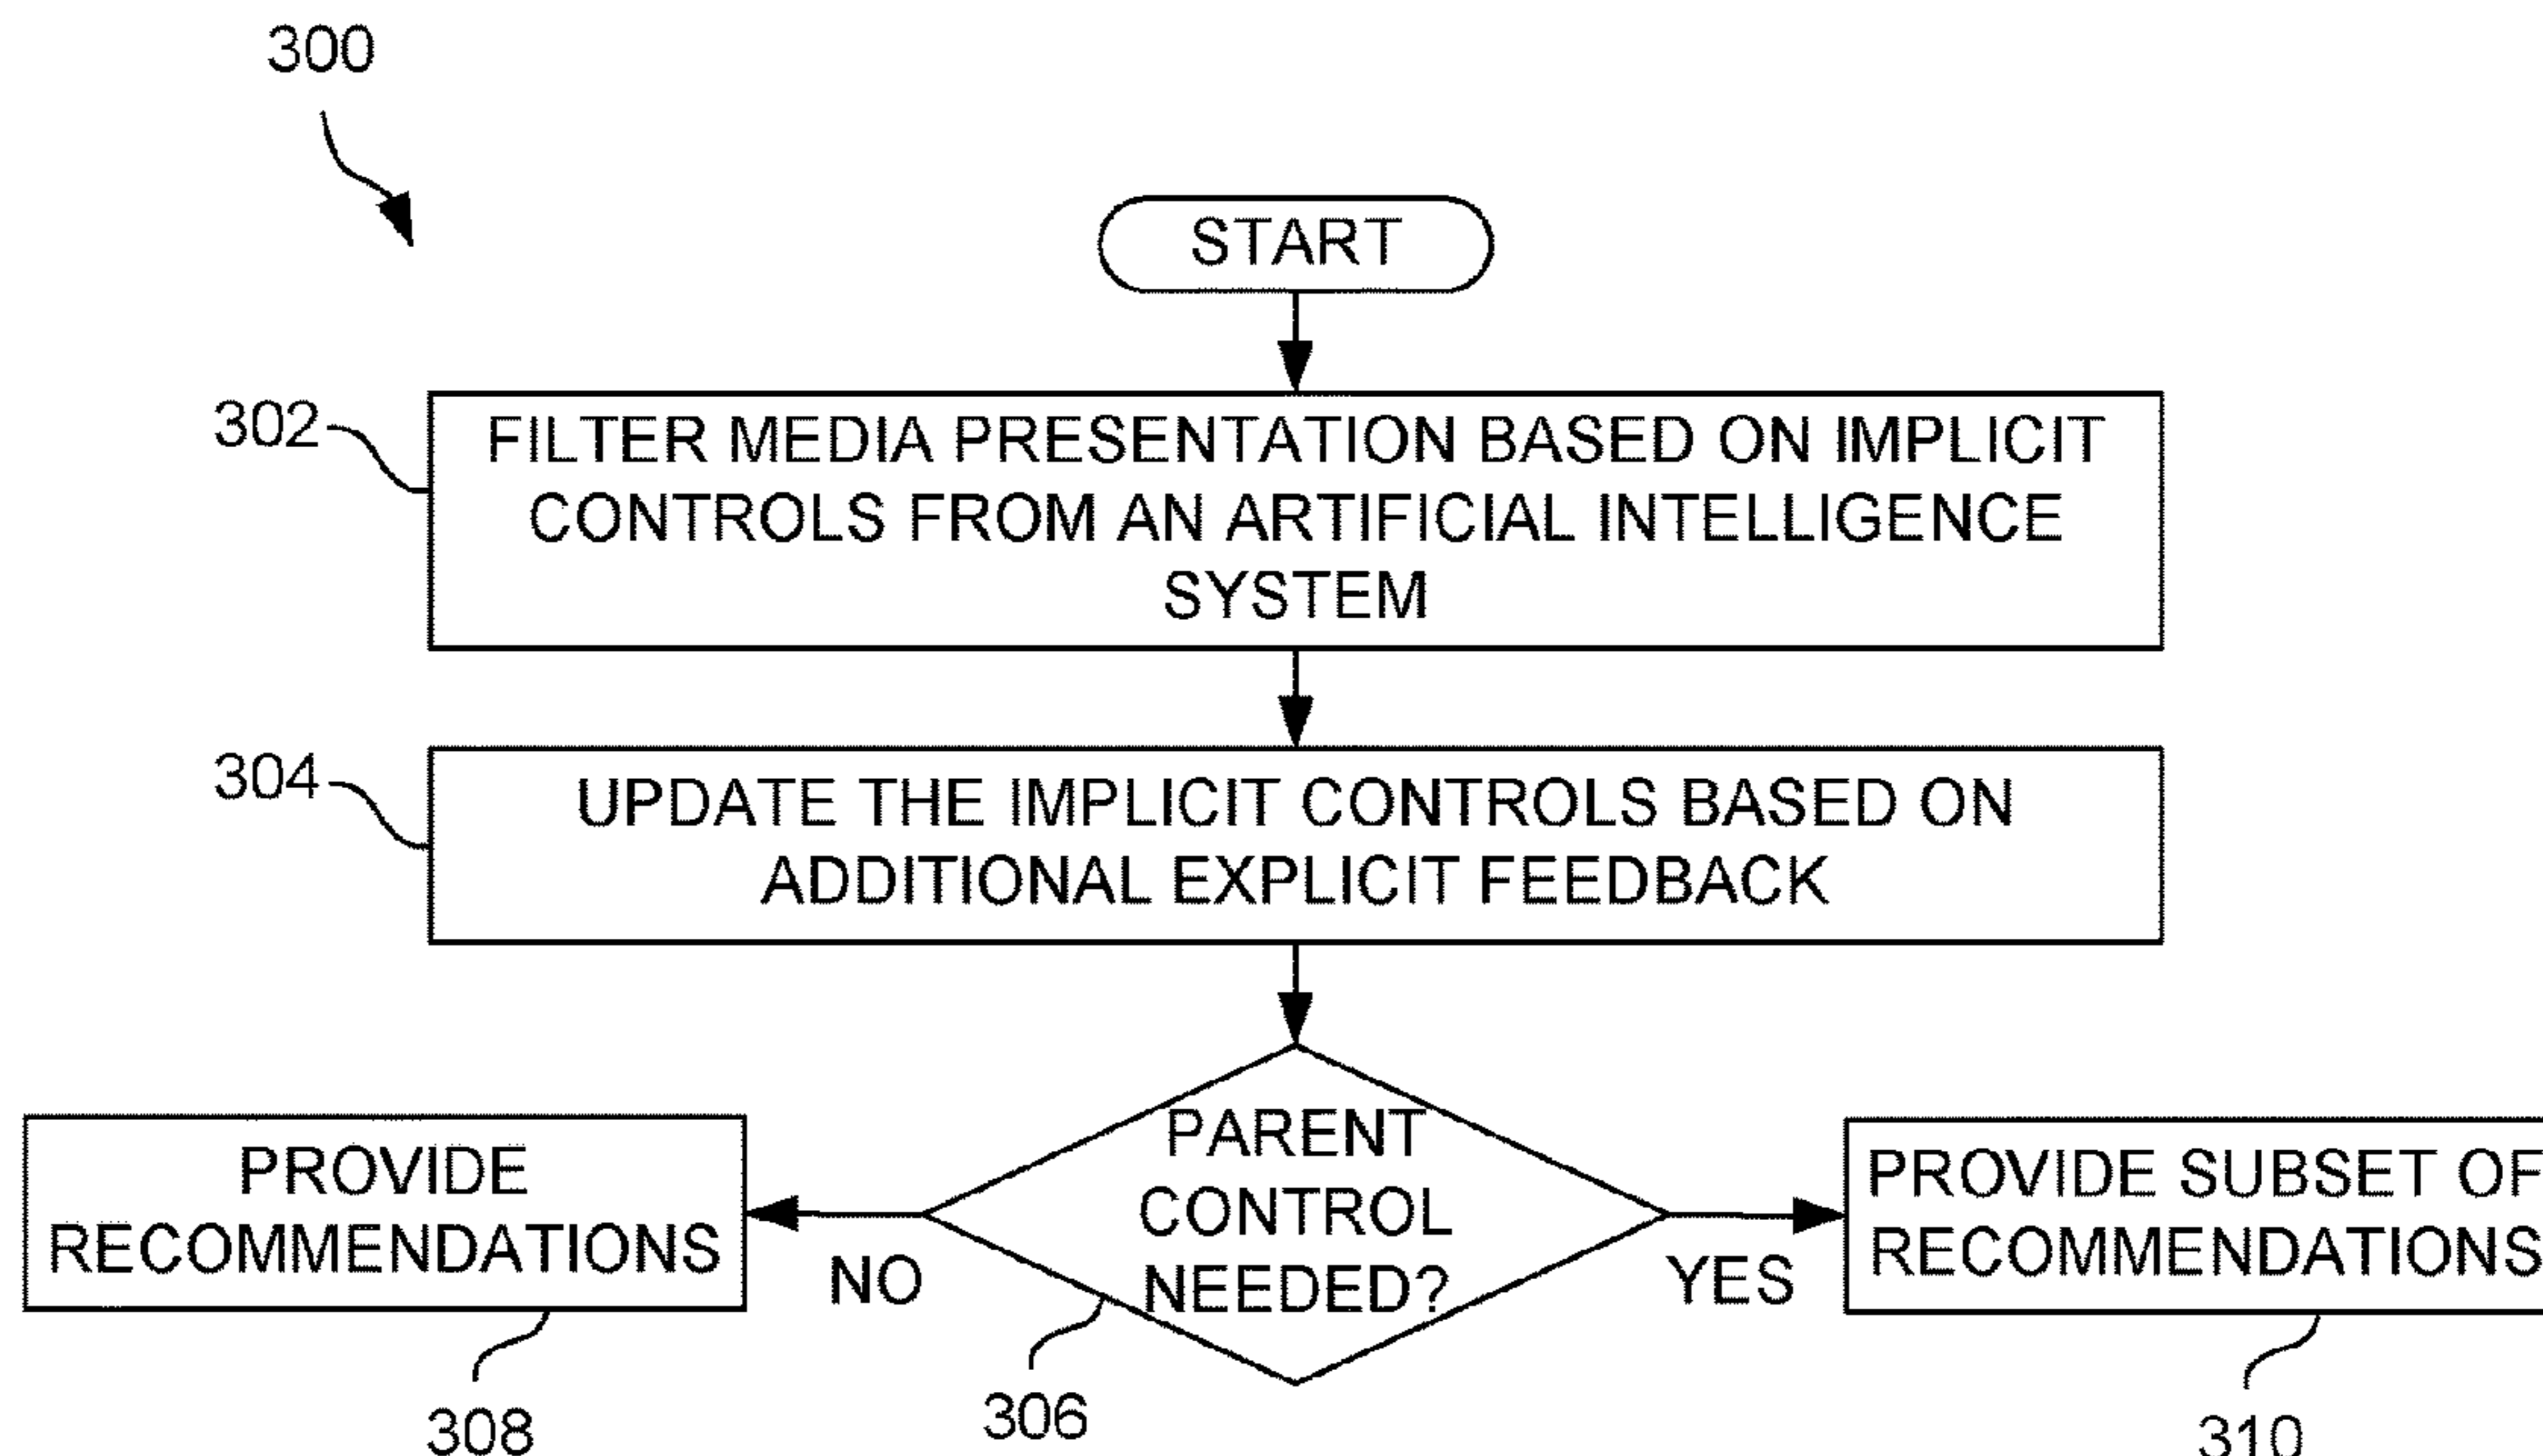 300
START
302
FILTER MEDIA PRESENTATION BASED ON IMPLICIT
CONTROLS FROM AN ARTIFICIAL INTELLIGENCE
SYSTEM
304
UPDATE THE IMPLICIT CONTROLS BASED ON
ADDITIONAL EXPLICIT FEEDBACK
PROVIDE
RECOMMENDATIONS
308
NO
PARENT
CONTROL
NEEDED?
306
YES
PROVIDE SUBSET OF
RECOMMENDATIONS
310